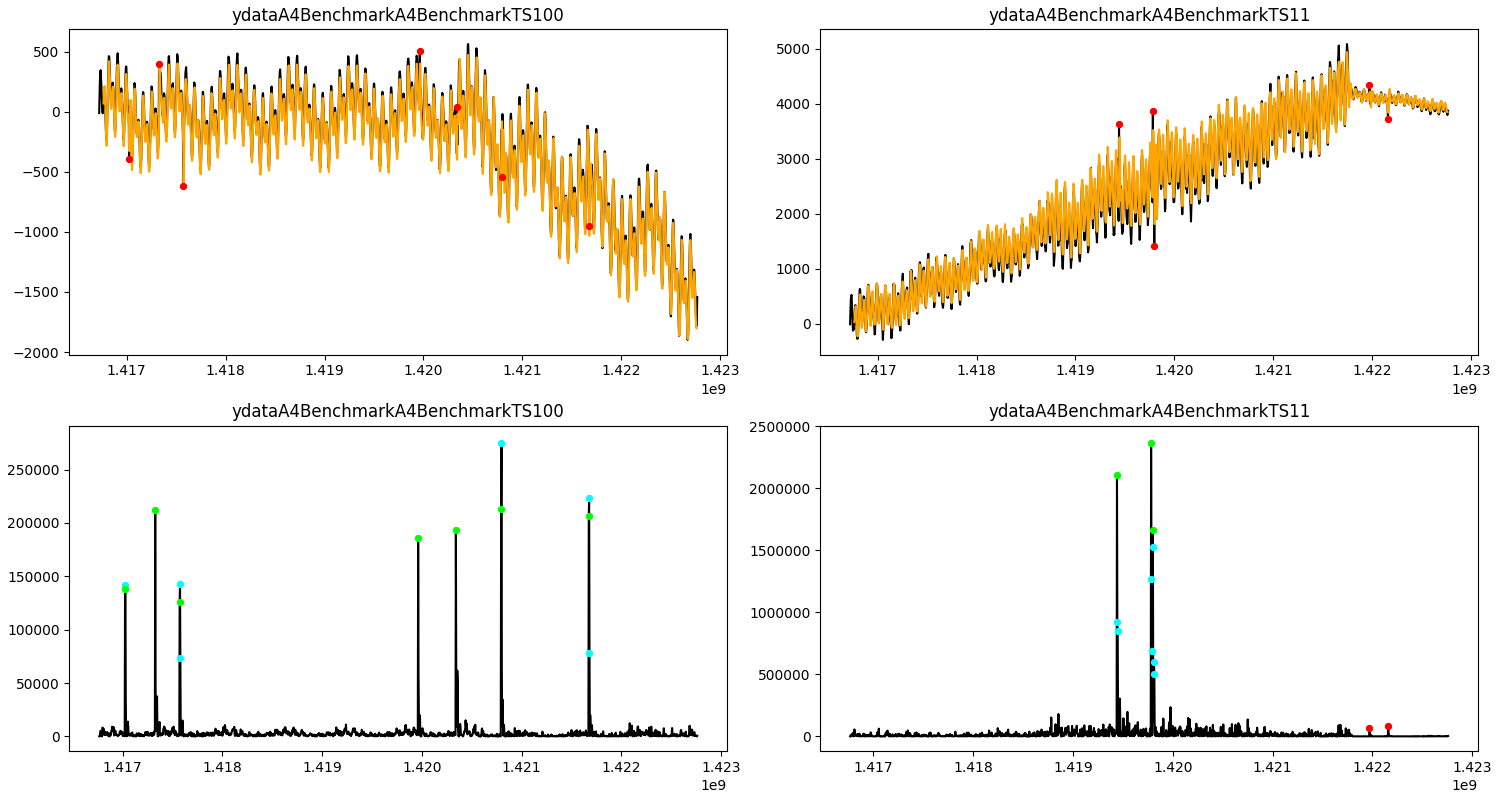 ydataA4BenchmarkA4BenchmarkTS100
500
0
−500
−1000
−1500
−2000
1.417 1.418 1.419 1.420 1.421 1.422 1.423
1e9
ydataA4BenchmarkA4BenchmarkTS11
5000
4000
3000
2000
1000
0
1.417 1.418 1.419 1.420 1.421 1.422 1.423
1e9
ydataA4BenchmarkA4BenchmarkTS100
250000
200000
150000
100000
50000
0
1.417 1.418 1.419 1.420 1.421 1.422 1.423
1e9
ydataA4BenchmarkA4BenchmarkTS11
2500000
2000000
1500000
1000000
500000
0
1.417 1.418 1.419 1.420 1.421 1.422 1.423
1e9